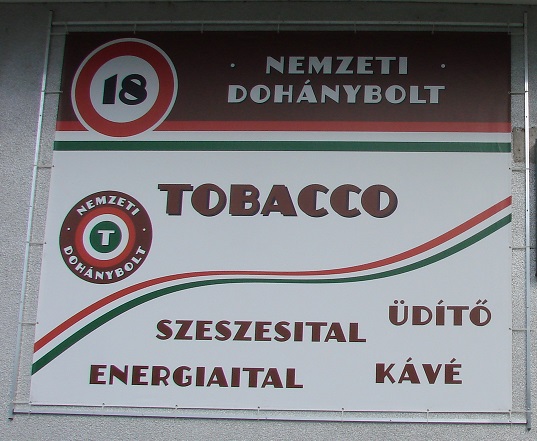 18
· NEMZETI ·
DOHÁNYBOLT
TOBACCO
· NEMZETI ·
T
DOHÁNYBOLT
ÜDÍTŐ
SZESZESITAL
ENERGIAITAL
KÁVÉ